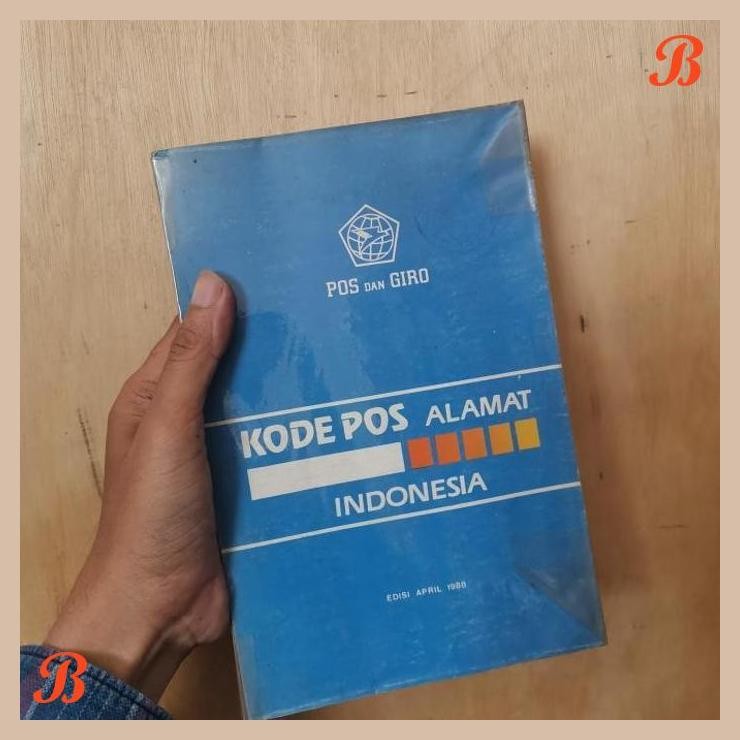 B
POS DAN GIRO
KODE POS ALAMAT
INDONESIA
EDISI APRIL 1988
B